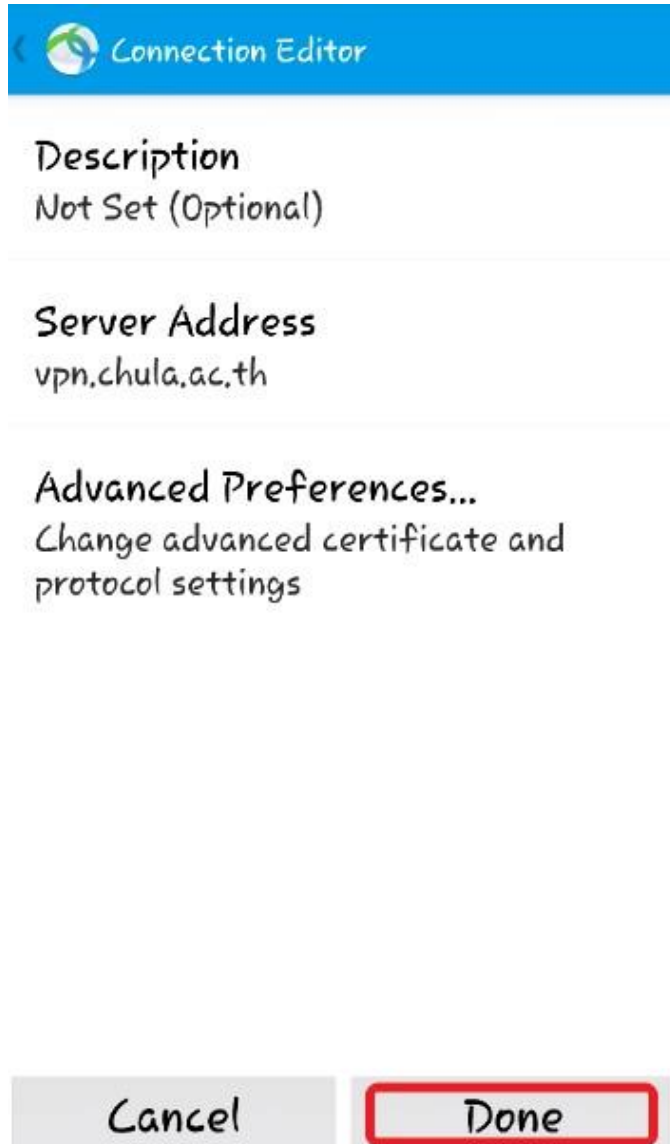 Connection Editor
Description
Not Set (Optional)
Server Address
vpn.chula.ac.th
Advanced Preferences...
Change advanced certificate and
protocol settings
Cancel
Done